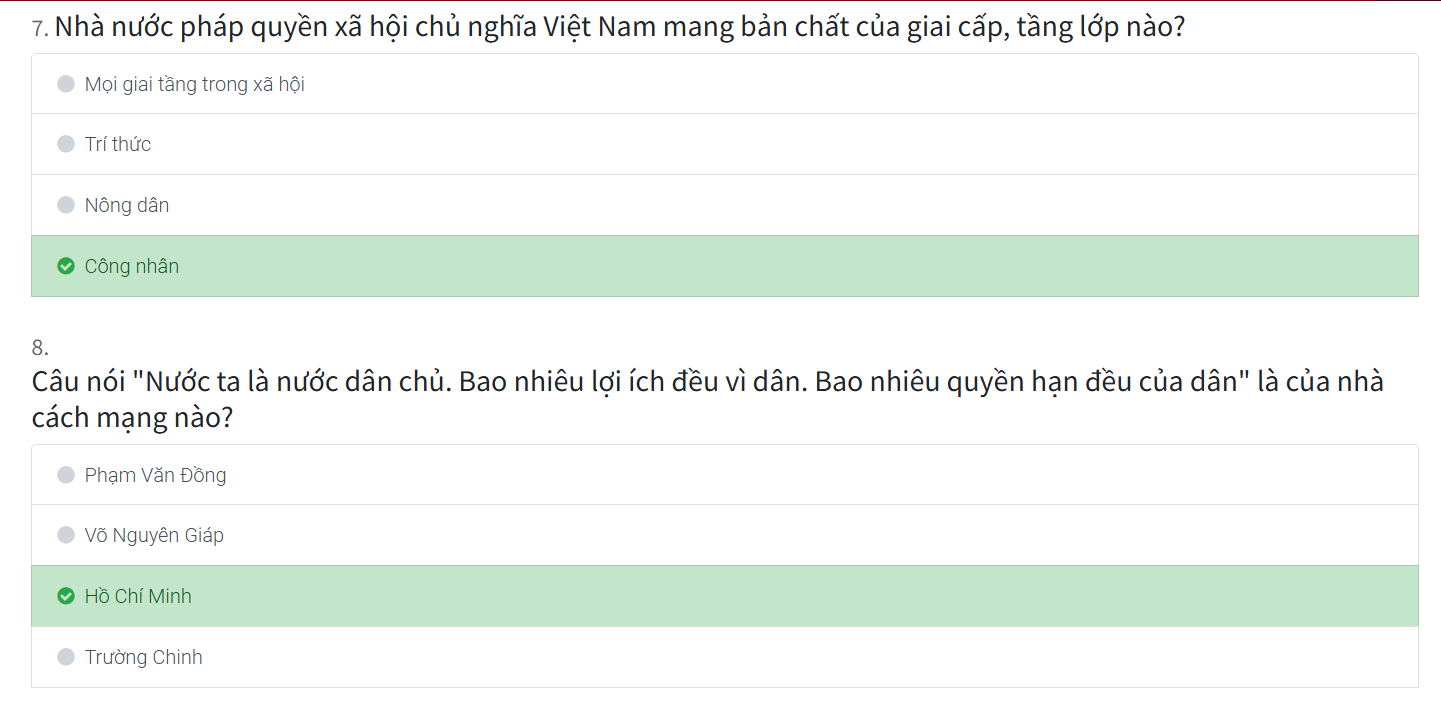 7. Nhà nước pháp quyền xã hội chủ nghĩa Việt Nam mang bản chất của giai cấp, tầng lớp nào?
Mọi giai tầng trong xã hội
Trí thức
Nông dân
Công nhân
8.
Câu nói "Nước ta là nước dân chủ. Bao nhiêu lợi ích đều vì dân. Bao nhiêu quyền hạn đều của dân" là của nhà
cách mạng nào?
Phạm Văn Đồng
Võ Nguyên Giáp
Hồ Chí Minh
Trường Chinh